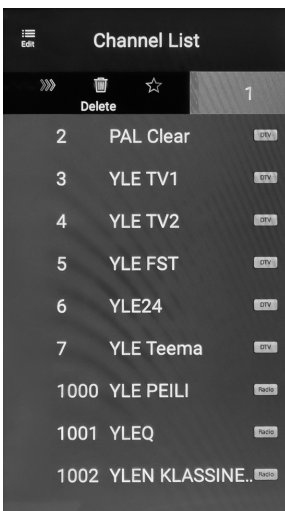 Edit
Channel List
Delete
1
2 PAL Clear DTV
3 YLE TV1 DTV
4 YLE TV2 DTV
5 YLE FST DTV
6 YLE24 DTV
7 YLE Teema DTV
1000 YLE PEILI Radio
1001 YLEQ Radio
1002 YLEN KLASSINE.. Radio